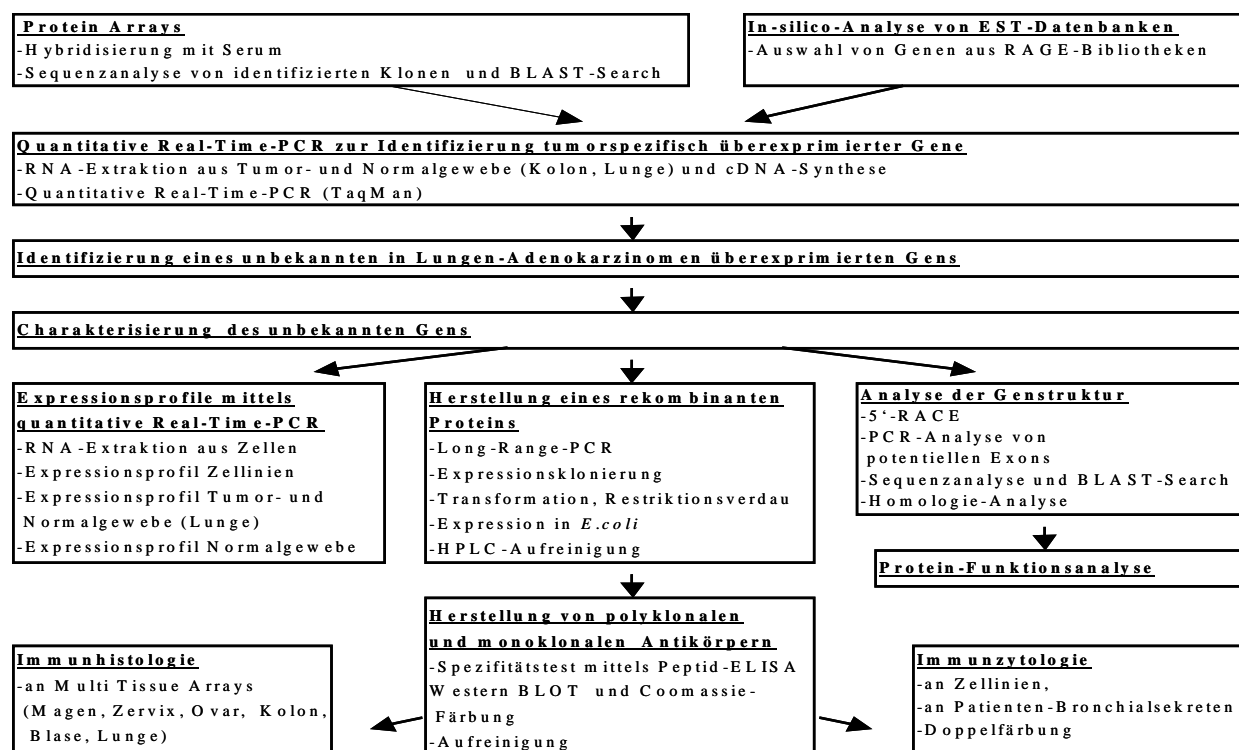 Protein Arrays
-Hybridisierung mit Serum
-Sequenzanalyse von identifizierten Klonen und BLAST-Search
In-silico-Analyse von EST-Datenbanken
-Auswahl von Genen aus RAGE-Bibliotheken
Quantitative Real-Time-PCR zur Identifizierung tumorspezifisch überexprimierter Gene
-RNA-Extraktion aus Tumor- und Normalgewebe (Kolon, Lunge) und cDNA-Synthese
-Quantitative Real-Time-PCR (TaqMan)
Identifizierung eines unbekannten in Lungen-Adenokarzinomen überexprimierten Gens
Charakterisierung des unbekannten Gens
Expressionsprofile mittels
quantitative Real-Time-PCR
-RNA-Extraktion aus Zellen
-Expressionsprofil Zellinien
-Expressionsprofil Tumor- und
Normalgewebe (Lunge)
-Expressionsprofil Normalgewebe
Herstellung eines rekombinanten
Proteins
-Long-Range-PCR
-Expressionsklonierung
-Transformation, Restriktionsverdau
-Expression in E.coli
-HPLC-Aufreinigung
Analyse der Genstruktur
-5‘-RACE
-PCR-Analyse von
potentiellen Exons
-Sequenzanalyse und BLAST-Search
-Homologie-Analyse
Protein-Funktionsanalyse
Herstellung von polyklonalen
und monoklonalen Antikörpern
-Spezifitätstest mittels Peptid-ELISA
Western BLOT und Coomassie-
Färbung
-Aufreinigung
Immunhistologie
-an Multi Tissue Arrays
(Magen, Zervix, Ovar, Kolon,
Blase, Lunge)
Immunzytologie
-an Zellinien,
-an Patienten-Bronchialsekreten
-Doppelfärbung